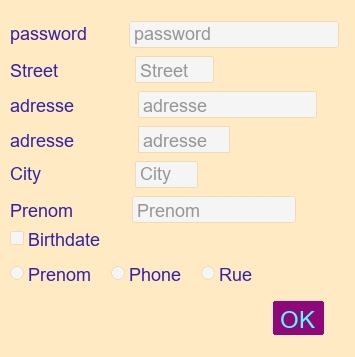 password password
Street Street
adresse adresse
adresse adresse
City City
Prenom Prenom
Birthdate
Prenom Phone Rue
OK